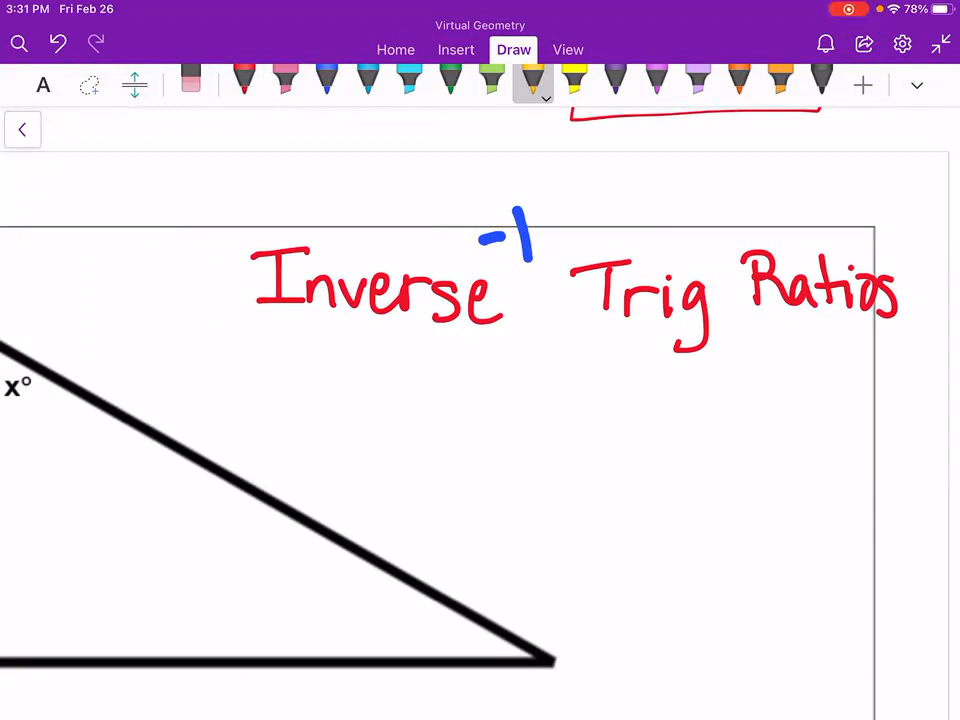 3:31 PM Fri Feb 26
78%
Virtual Geometry
Home Insert Draw View
A
-1
Inverse Trig Ratios
x°